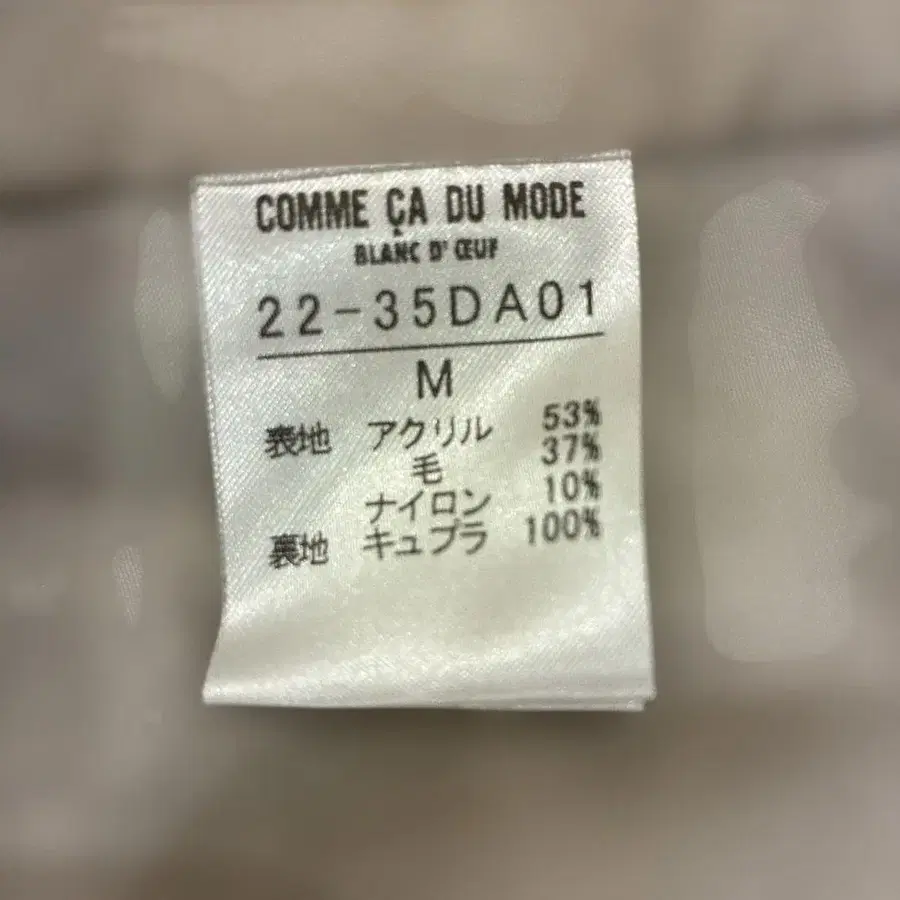 COMME ÇA DU MODE
BLANC D' ŒUF
22-35DA01
M
表地 アクリル 53%
毛 37%
ナイロン 10%
裏地 キュプラ 100%